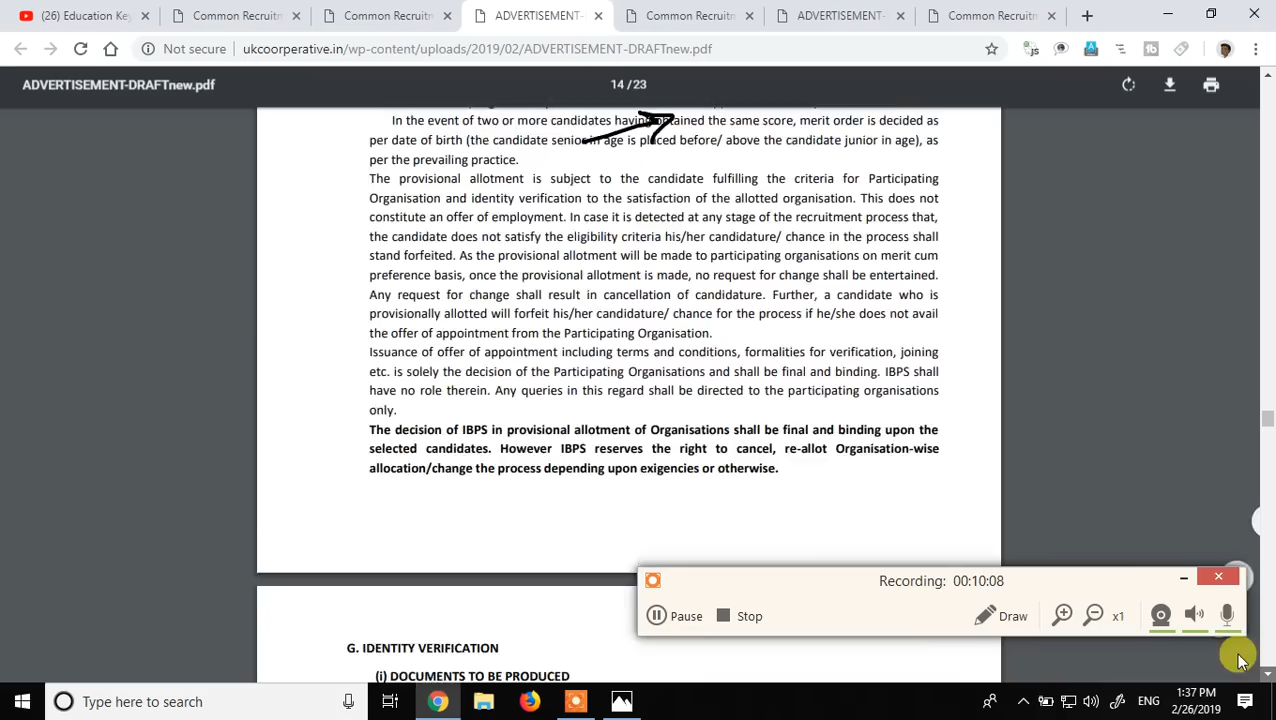 (26) Education Key
Common Recruitm
Common Recruitm
ADVERTISEMENT-
Common Recruitm
ADVERTISEMENT-
Common Recruitm
Not secure
ukcoorperative.in/wp-content/uploads/2019/02/ADVERTISEMENT-DRAFTnew.pdf
ADVERTISEMENT-DRAFTnew.pdf
14 / 23
In the event of two or more candidates having obtained the same score, merit order is decided as
per date of birth (the candidate senior in age is placed before/ above the candidate junior in age), as
per the prevailing practice.
The provisional allotment is subject to the candidate fulfilling the criteria for Participating
Organisation and identity verification to the satisfaction of the allotted organisation. This does not
constitute an offer of employment. In case it is detected at any stage of the recruitment process that,
the candidate does not satisfy the eligibility criteria his/her candidature/ chance in the process shall
stand forfeited. As the provisional allotment will be made to participating organisations on merit cum
preference basis, once the provisional allotment is made, no request for change shall be entertained.
Any request for change shall result in cancellation of candidature. Further, a candidate who is
provisionally allotted will forfeit his/her candidature/ chance for the process if he/she does not avail
the offer of appointment from the Participating Organisation.
Issuance of offer of appointment including terms and conditions, formalities for verification, joining
etc. is solely the decision of the Participating Organisations and shall be final and binding. IBPS shall
have no role therein. Any queries in this regard shall be directed to the participating organisations
only.
The decision of IBPS in provisional allotment of Organisations shall be final and binding upon the
selected candidates. However IBPS reserves the right to cancel, re-allot Organisation-wise
allocation/change the process depending upon exigencies or otherwise.
Recording: 00:10:08
Pause
Stop
Draw
x1
G. IDENTITY VERIFICATION
(i) DOCUMENTS TO BE PRODUCED
Type here to search
ENG
1:37 PM
2/26/2019